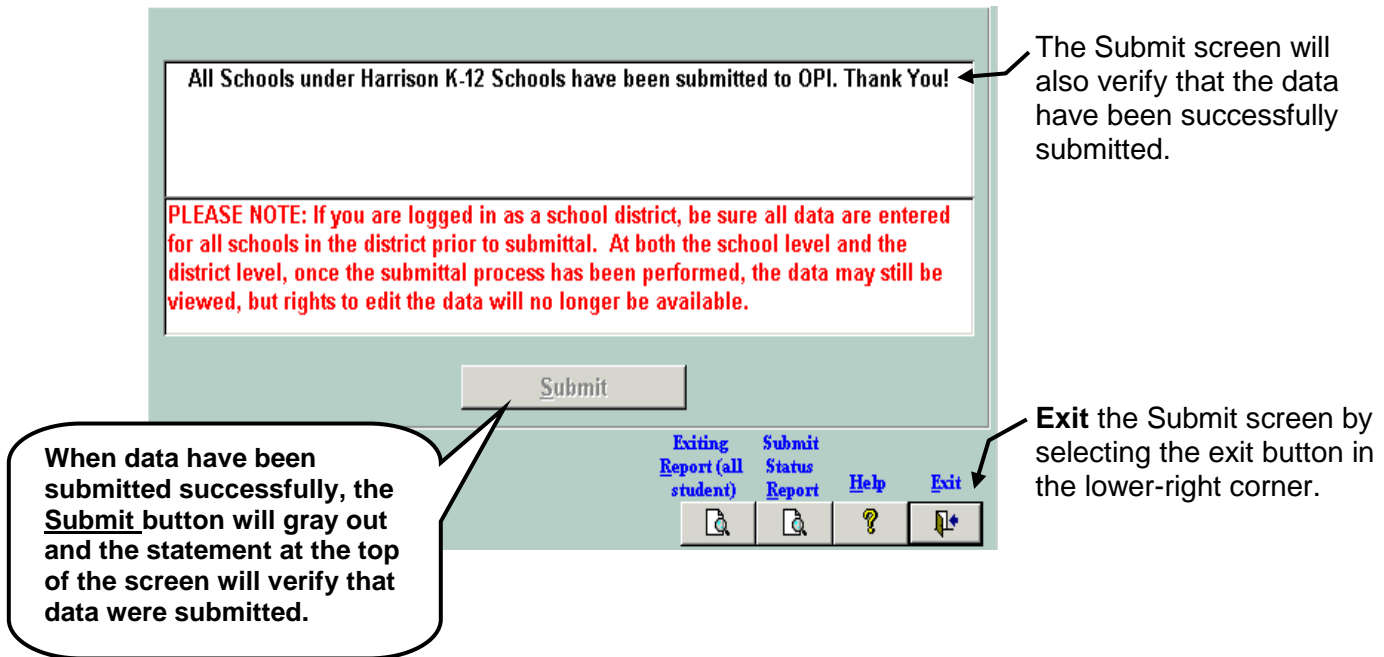 All Schools under Harrison K-12 Schools have been submitted to OPI. Thank You!
The Submit screen will
also verify that the data
have been successfully
submitted.
PLEASE NOTE: If you are logged in as a school district, be sure all data are entered
for all schools in the district prior to submittal.  At both the school level and the
district level, once the submittal process has been performed, the data may still be
viewed, but rights to edit the data will no longer be available.
Submit
When data have been
submitted successfully, the
Submit button will gray out
and the statement at the top
of the screen will verify that
data were submitted.
Exiting
Report (all
student)
Submit
Status
Report
Help
Exit
Exit the Submit screen by
selecting the exit button in
the lower-right corner.